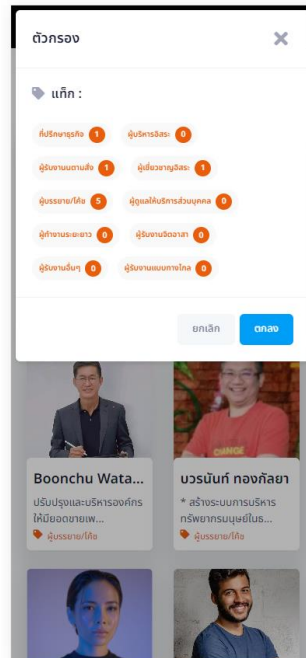 ตัวกรอง
แท็ก :
ที่ปรึกษาธุรกิจ 1 ผู้บริหารอิสระ 0
ผู้รับงานตามสั่ง 1 ผู้เชี่ยวชาญอิสระ 1
ผู้บรรยาย/โค้ช 5 ผู้ดูแลให้บริการส่วนบุคคล 0
ผู้ทำงานระยะยาว 0 ผู้รับงานจิตอาสา 0
ผู้รับงานอื่นๆ 0 ผู้รับงานแบบทางไกล 0
ยกเลิก ตกลง
CHANGE
Boonchu Wata... บวรนันท์ ทองกัลยา
ปรับปรุงและบริหารองค์กร * สร้างระบบการบริหาร
ให้มียอดขายเพ... ทรัพยากรมนุษย์ในธ...
ผู้บรรยาย/โค้ช ผู้บรรยาย/โค้ช